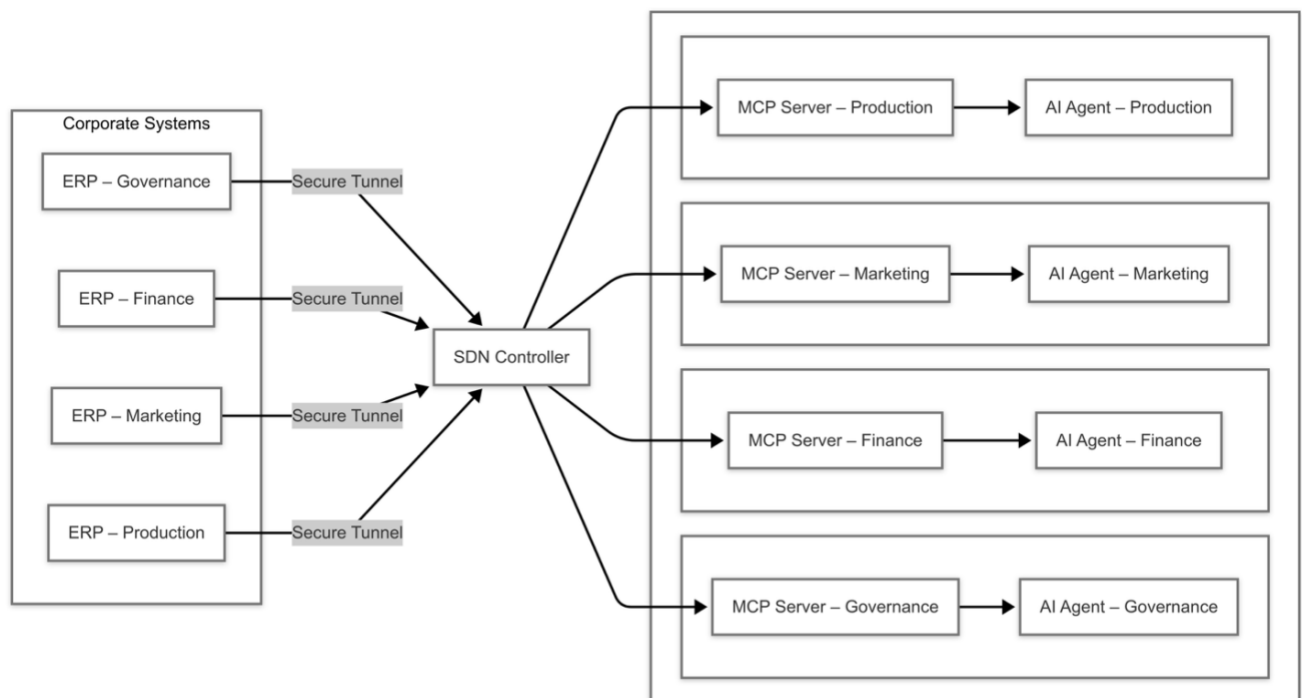 Corporate Systems
ERP – Governance
Secure Tunnel
ERP – Finance
Secure Tunnel
ERP – Marketing
Secure Tunnel
ERP – Production
Secure Tunnel
SDN Controller
MCP Server – Production
AI Agent – Production
MCP Server – Marketing
AI Agent – Marketing
MCP Server – Finance
AI Agent – Finance
MCP Server – Governance
AI Agent – Governance